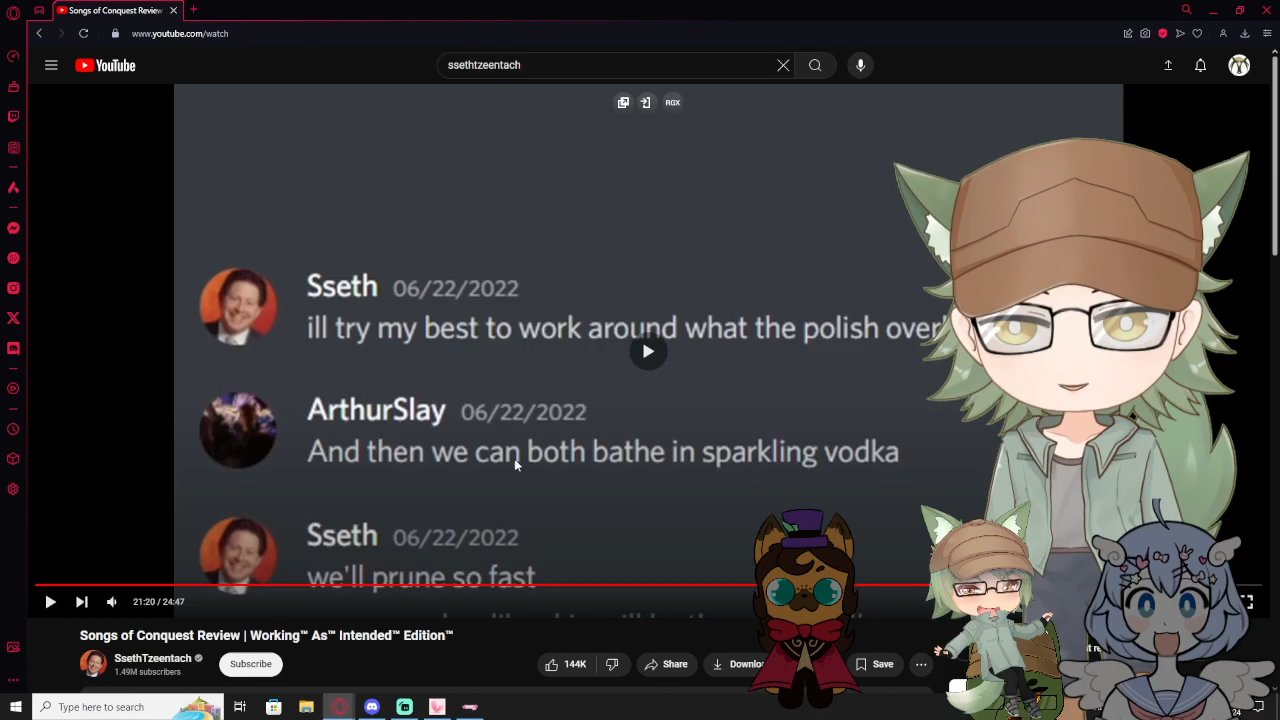 Songs of Conquest Review
www.youtube.com/watch
YouTube
ssethtzeentach
RGX
Sseth 06/22/2022
ill try my best to work around what the polish over
ArthurSlay 06/22/2022
And then we can both bathe in sparkling vodka
Sseth 06/22/2022
we'll prune so fast
21:20 / 24:47
Songs of Conquest Review | Working™ As™ Intended™ Edition™
SsethTzeentach
1.49M subscribers
Subscribe
144K
Share
Downlo
Save
Type here to search
24